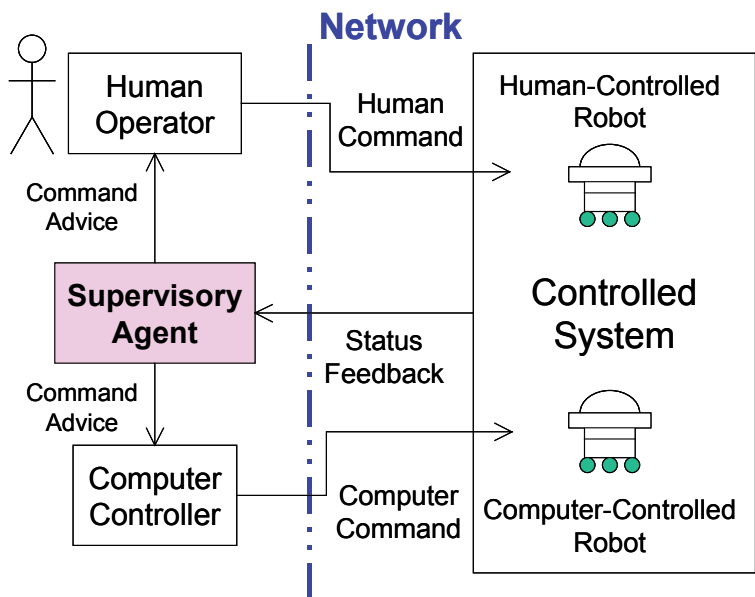 Network
Human
Operator
Human
Command
Human-Controlled
Robot
Command
Advice
Supervisory
Agent
Status
Feedback
Controlled
System
Command
Advice
Computer
Controller
Computer
Command
Computer-Controlled
Robot